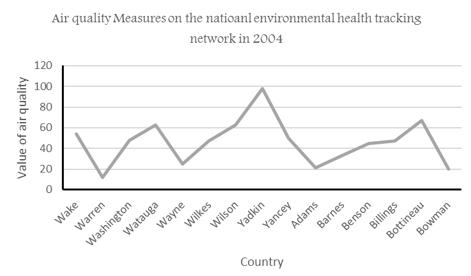 Air quality Measures on the natioanl environmental health tracking
network in 2004
Value of air quality
120
100
80
60
40
20
0
Wake
Warren
Washington
Watauga
Wayne
Wilkes
Wilson
Yadkin
Yancey
Adams
Barnes
Benson
Billings
Bottineau
Bowman
Country